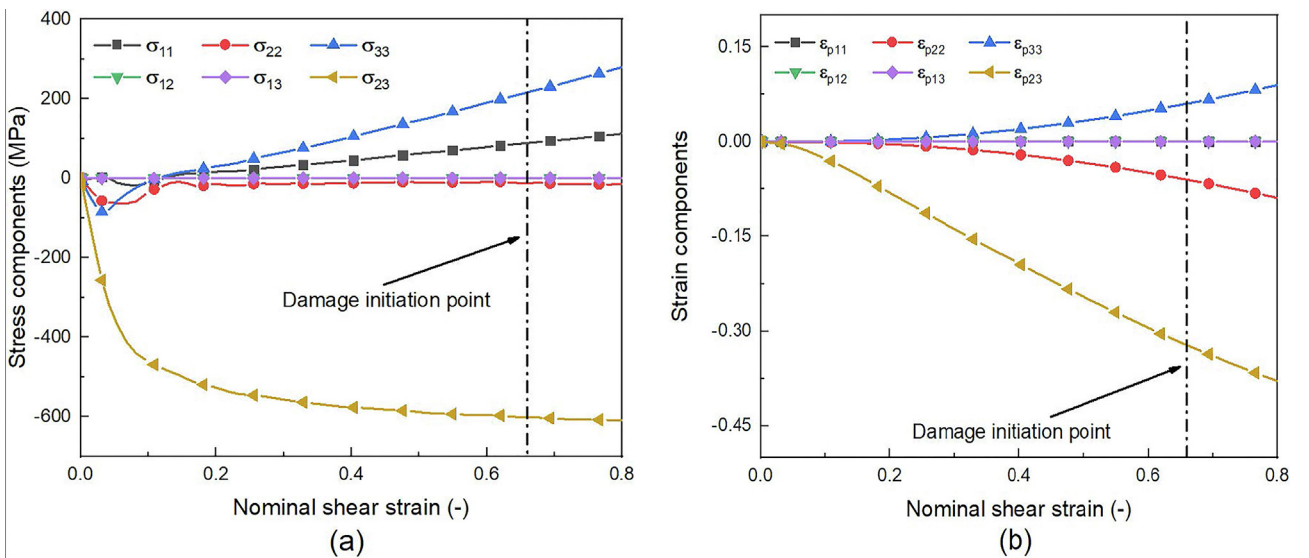 400
200
0
-200
-400
-600
Stress components (MPa)
σ11 σ22 σ33
σ12 σ13 σ23
Damage initiation point
0.0 0.2 0.4 0.6 0.8
Nominal shear strain (-)
(a)
0.15
0.00
-0.15
-0.30
-0.45
Strain components
εp11 εp22 εp33
εp12 εp13 εp23
Damage initiation point
0.0 0.2 0.4 0.6 0.8
Nominal shear strain (-)
(b)